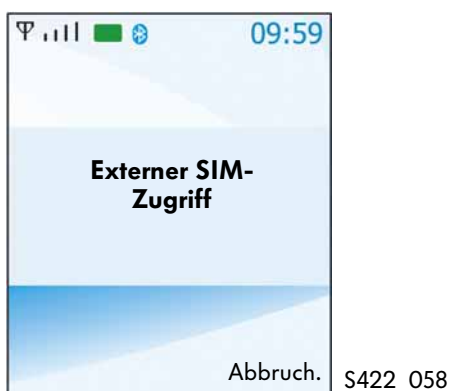 09:59
Externer SIM-
Zugriff
Abbruch.
S422_058